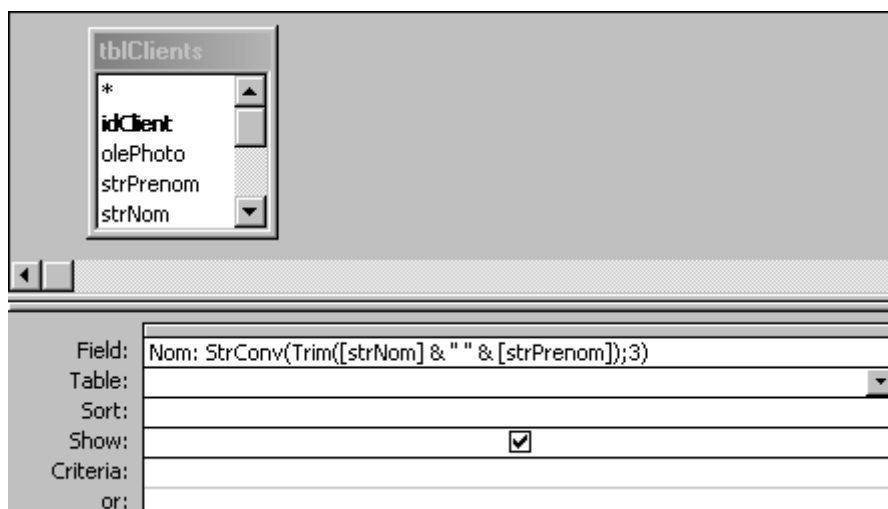 tblClients
*
idClient
olePhoto
strPrenom
strNom
Field: Nom: StrConv(Trim([strNom] & " " & [strPrenom]);3)
Table:
Sort:
Show:
Criteria:
or: